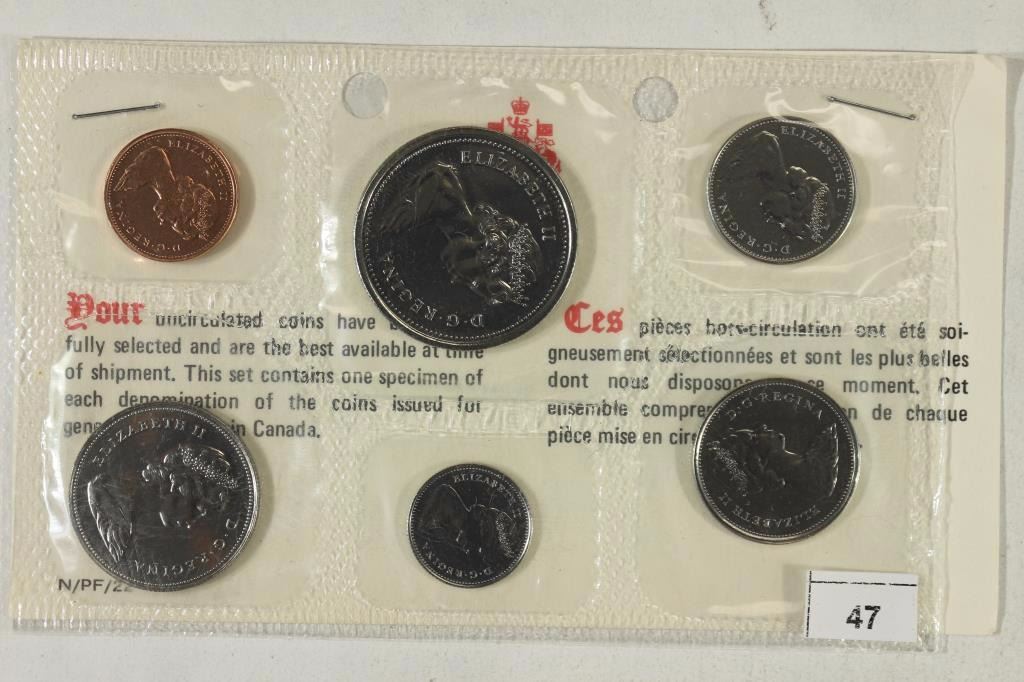 ELIZABETH II
D·G·REGINA
ELIZABETH II
D·G·REGINA
ELIZABETH II
D·G·REGINA
Your uncirculated coins have
fully selected and are the best available at time
of shipment. This set contains one specimen of
each denomination of the coins issued for
in Canada.
Ces pièces hors-circulation ont été soi-
gneusement sélectionnées et sont les plus belles
dont nous disposons ce moment. Cet
ensemble de chaque
pièce mise en
ELIZABETH II
D·G·REGINA
ELIZABETH II
D·G·REGINA
ELIZABETH II
D·G·REGINA
N/PF/22
47